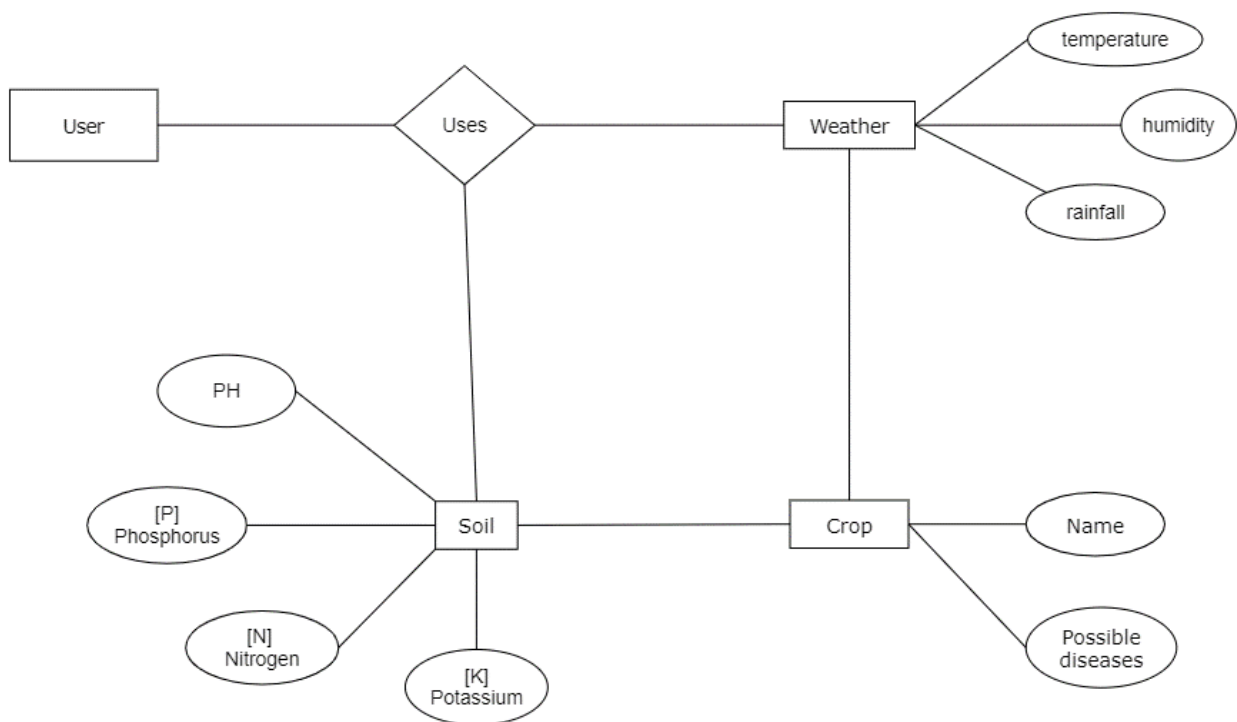 temperature
User
Uses
Weather
humidity
rainfall
PH
[P]
Phosphorus
Soil
Crop
Name
[N]
Nitrogen
Possible
diseases
[K]
Potassium